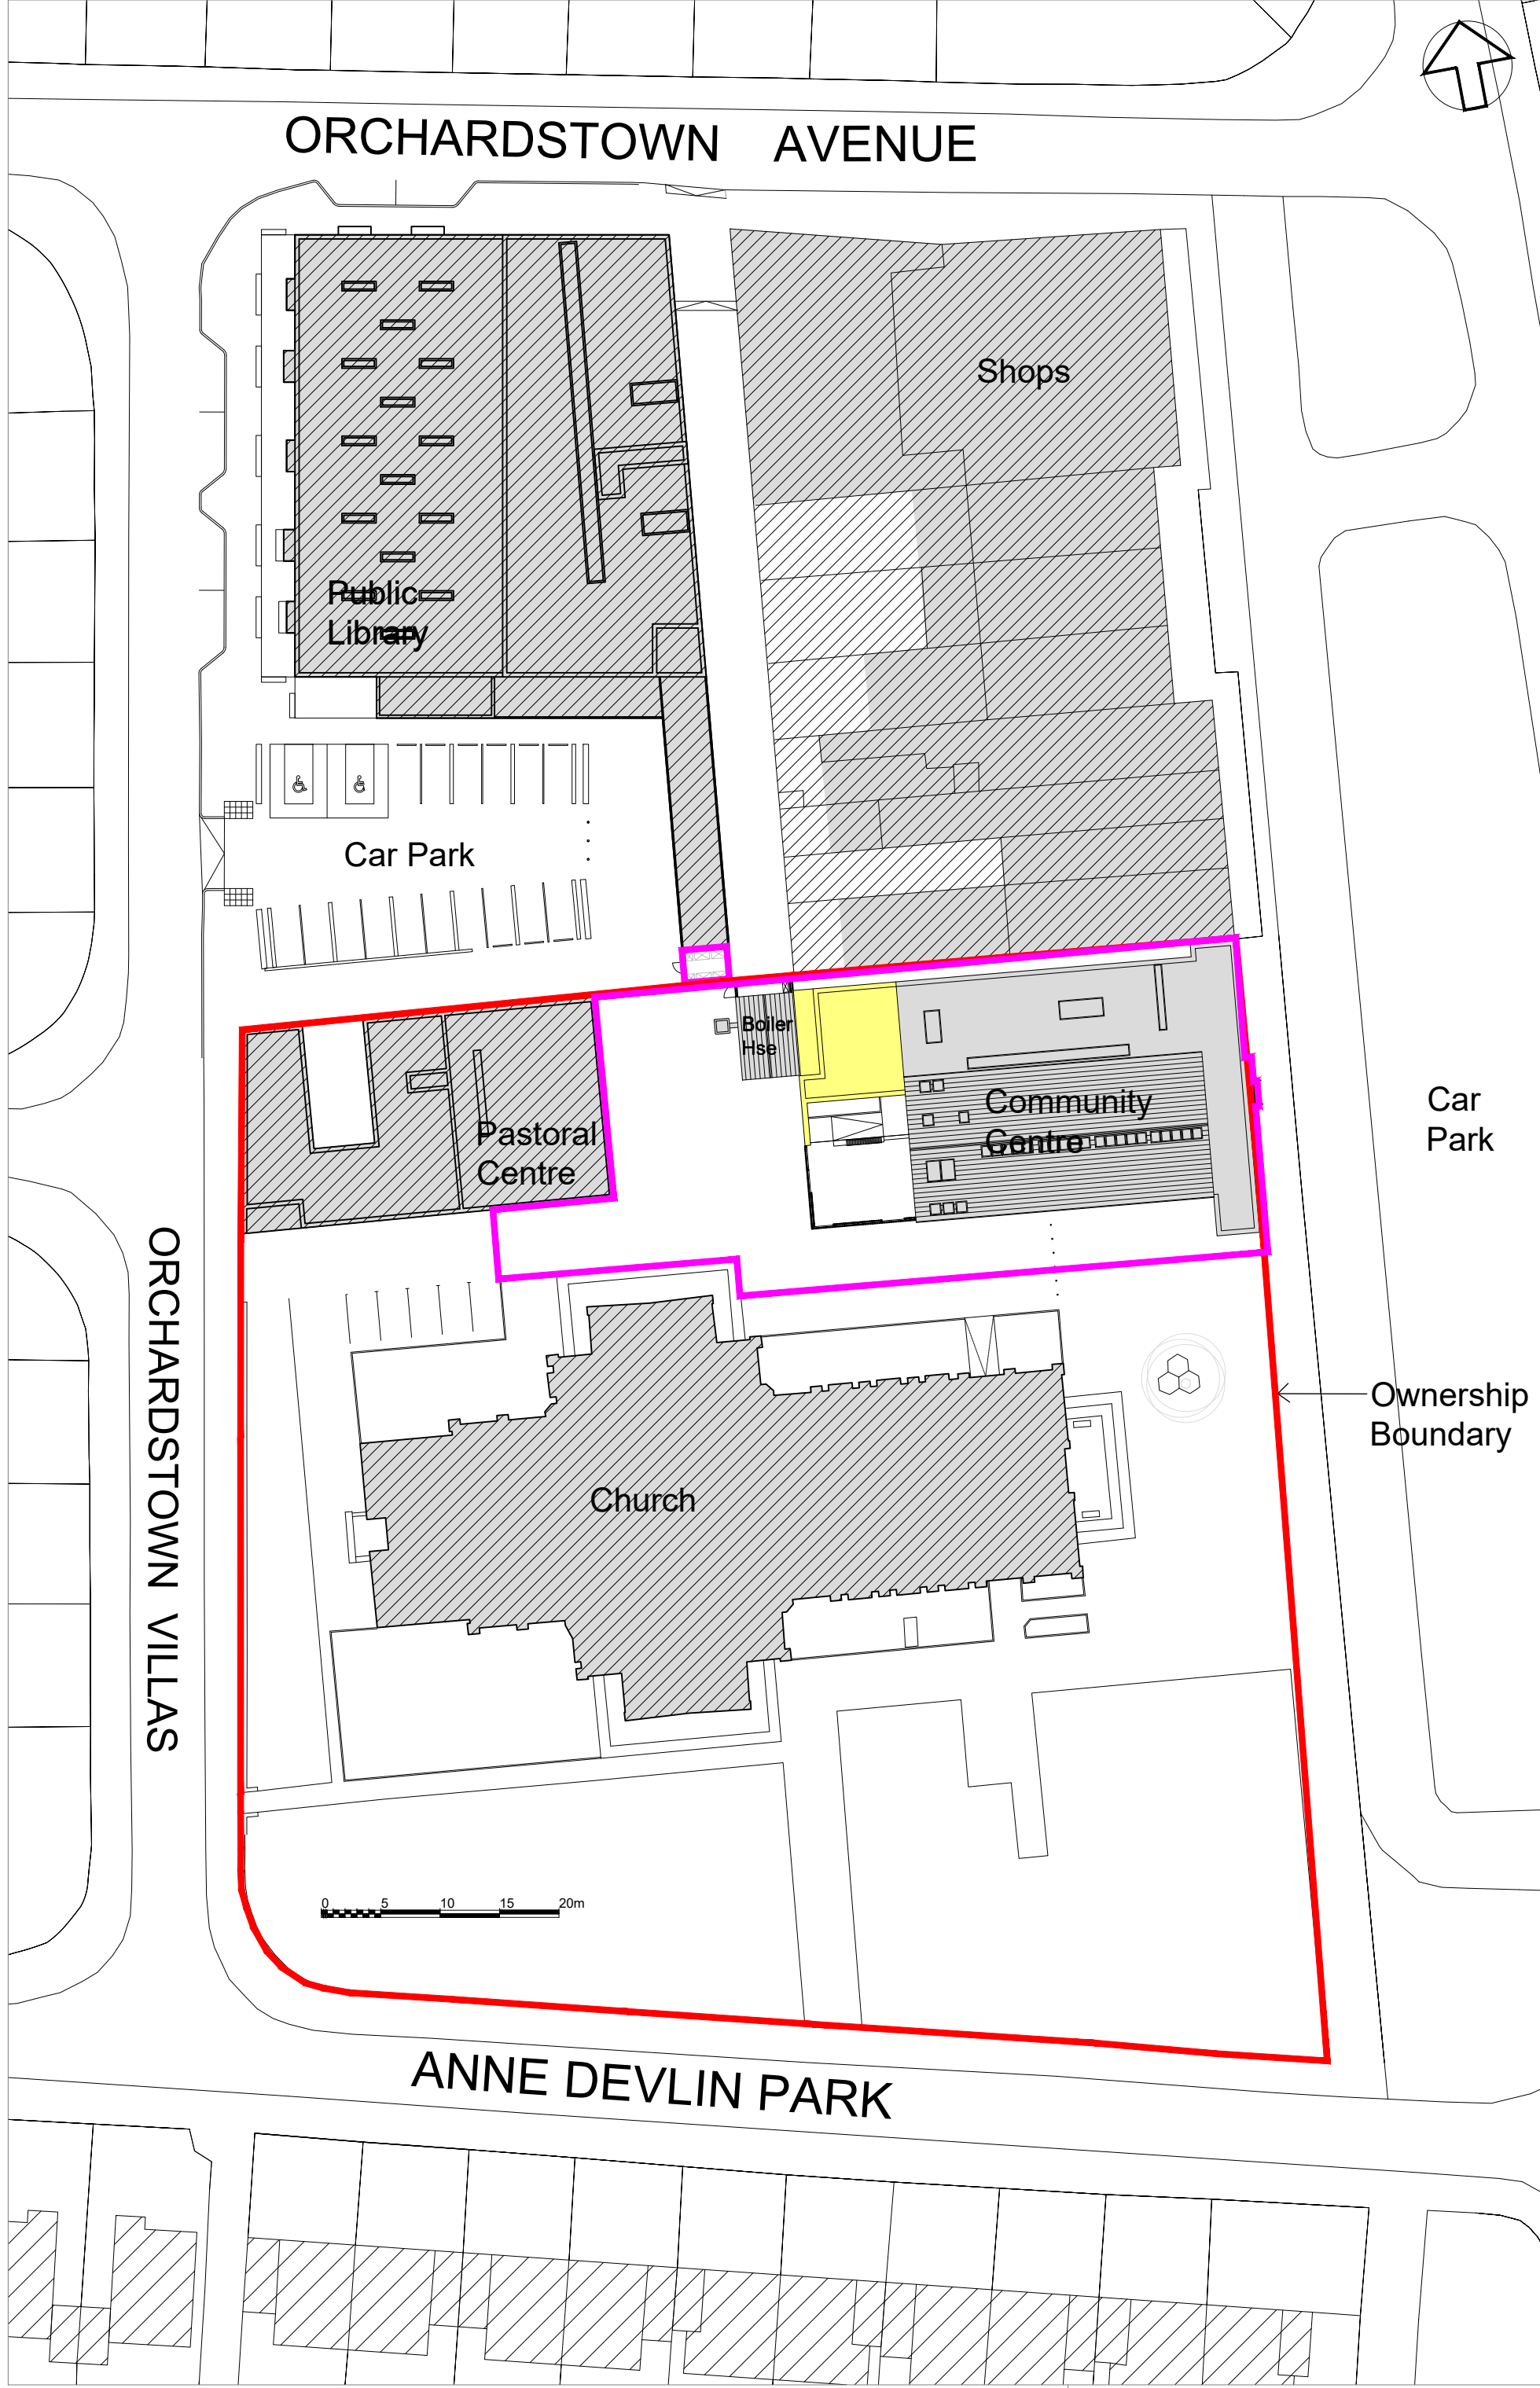 ORCHARDSTOWN AVENUE
Shops
Public
Library
Car Park
Boiler
Hse
Community
Centre
Car
Park
Pastoral
Centre
ORCHARDSTOWN VILLAS
Ownership
Boundary
Church
0 5 10 15 20m
ANNE DEVLIN PARK